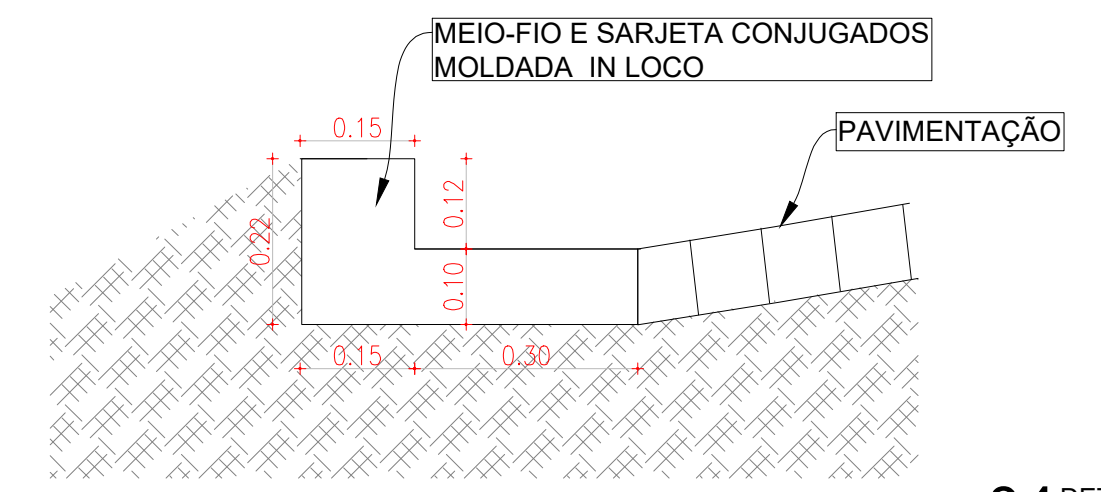 MEIO-FIO E SARJETA CONJUGADOS
MOLDADA IN LOCO
PAVIMENTAÇÃO
0.15
0.12
0.22
0.10
0.15
0.30